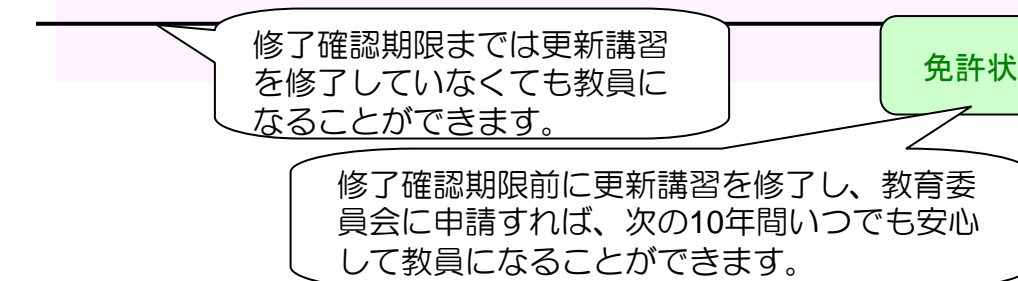 修了確認期限までは更新講習
を修了していなくても教員に
なることができます。
免許状
修了確認期限前に更新講習を修了し、教育委
員会に申請すれば、次の10年間いつでも安心
して教員になることができます。